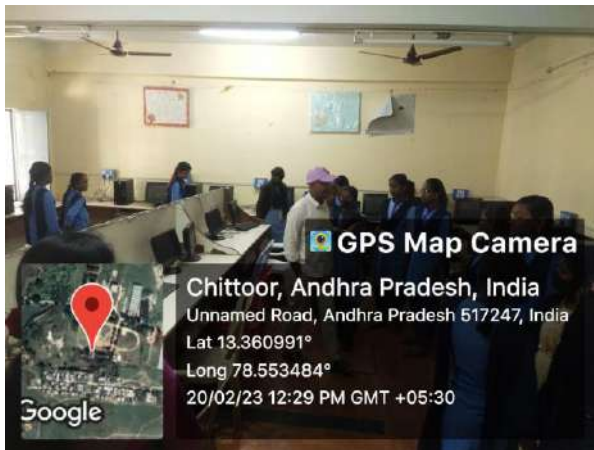 GPS Map Camera
Chittoor, Andhra Pradesh, India
Unnamed Road, Andhra Pradesh 517247, India
Lat 13.360991°
Long 78.553484°
20/02/23 12:29 PM GMT +05:30
Google